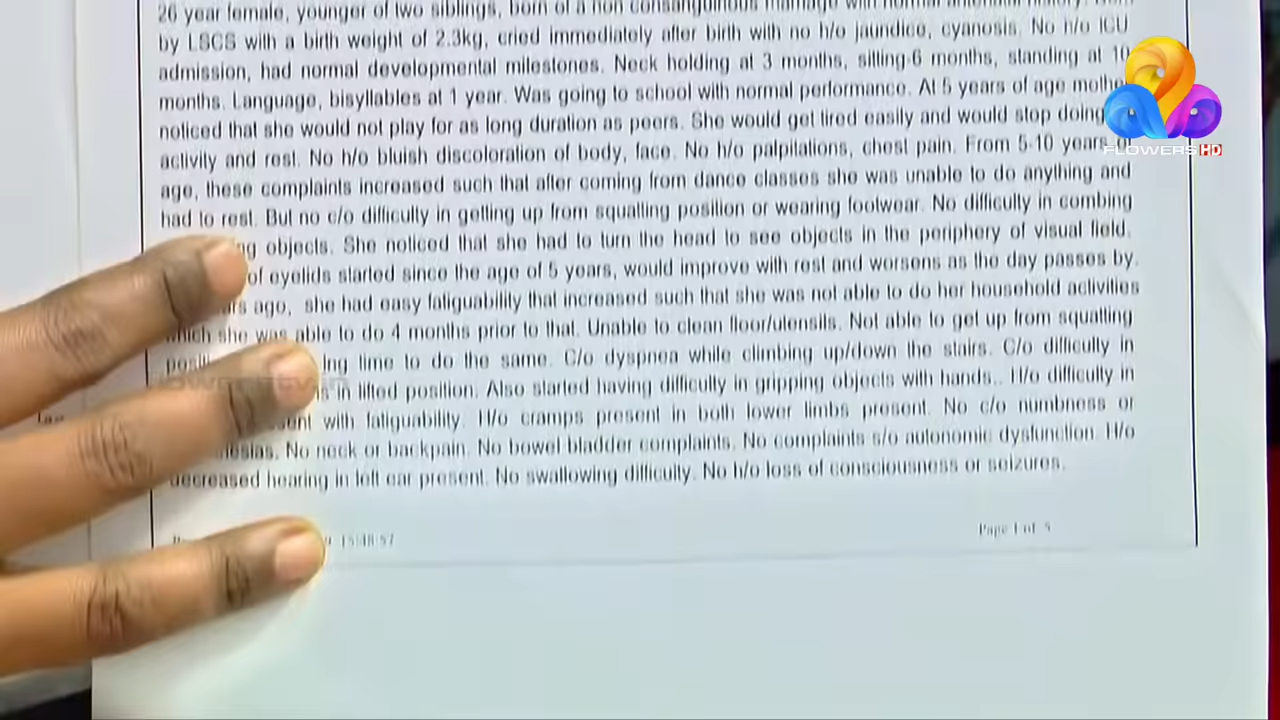 26 year female, younger of two siblings, born of a non consanguinous marriage with normal antenatal history.
by LSCS with a birth weight of 2.3kg, cried immediately after birth with no h/o jaundice, cyanosis. No h/o ICU
admission, had normal developmental milestones. Neck holding at 3 months, sitting-6 months, standing at 10
months. Language, bisyllables at 1 year. Was going to school with normal performance. At 5 years of age mother
noticed that she would not play for as long duration as peers. She would get tired easily and would stop doing
activity and rest. No h/o bluish discoloration of body, face. No h/o palpitations, chest pain. From 5-10 years
age, these complaints increased such that after coming from dance classes she was unable to do anything and
had to rest. But no c/o difficulty in getting up from squatting position or wearing footwear. No difficulty in combing
objects. She noticed that she had to turn the head to see objects in the periphery of visual field.
of eyelids started since the age of 5 years, would improve with rest and worsens as the day passes by.
ago, she had easy fatiguability that increased such that she was not able to do her household activities
which she was able to do 4 months prior to that. Unable to clean floor/utensils. Not able to get up from squatting
time to do the same. C/o dyspnea while climbing up/down the stairs. C/o difficulty in
in lifted position. Also started having difficulty in gripping objects with hands.. H/o difficulty in
with fatiguability. H/o cramps present in both lower limbs present. No c/o numbness or
No neck or backpain. No bowel bladder complaints. No complaints s/o autonomic dysfunction. H/o
decreased hearing in left ear present. No swallowing difficulty. No h/o loss of consciousness or seizures.
15:48:57
Page 1 of 5
FLOWERS HD
flowerstv.in